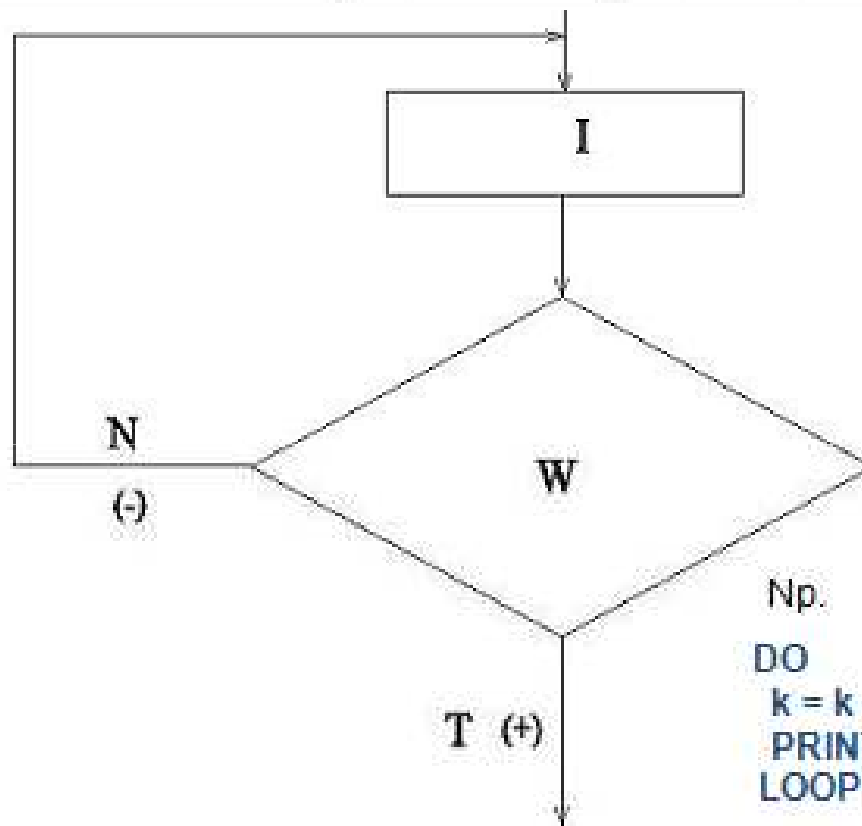 I
N
(-)
W
Np.
DO
k = k
T (+)
LOOP